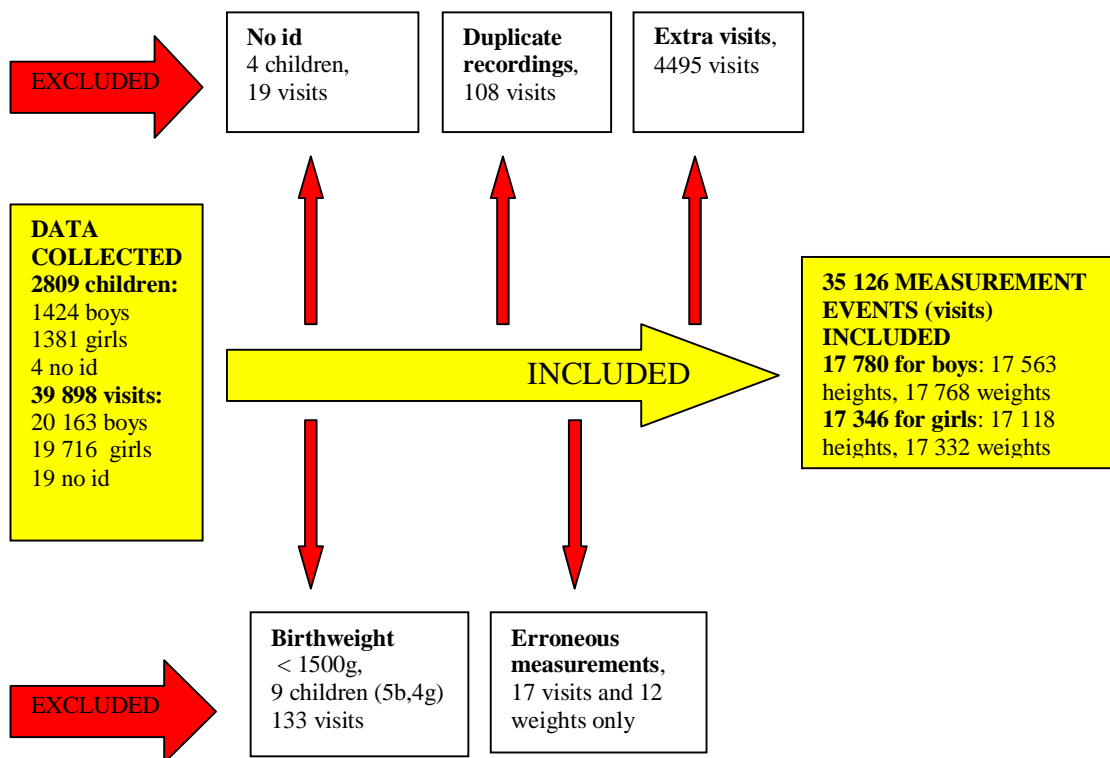 EXCLUDED
No id
4 children,
19 visits
Duplicate
recordings,
108 visits
Extra visits,
4495 visits
DATA
COLLECTED
2809 children:
1424 boys
1381 girls
4 no id
39 898 visits:
20 163 boys
19 716 girls
19 no id
INCLUDED
35 126 MEASUREMENT
EVENTS (visits)
INCLUDED
17 780 for boys: 17 563
heights, 17 768 weights
17 346 for girls: 17 118
heights, 17 332 weights
EXCLUDED
Birthweight
< 1500g,
9 children (5b,4g)
133 visits
Erroneous
measurements,
17 visits and 12
weights only